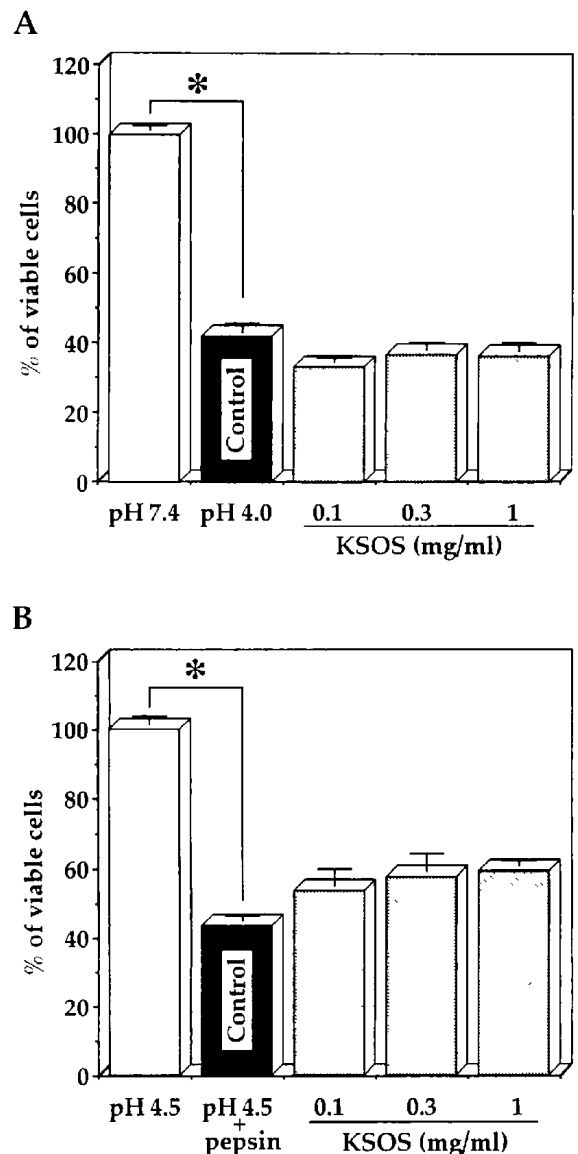 A
120
100
80
60
40
20
0
% of viable cells
*
Control
pH 7.4 pH 4.0 0.1 0.3 1
KSOS (mg/ml)
B
120
100
80
60
40
20
0
% of viable cells
*
Control
pH 4.5 pH 4.5 0.1 0.3 1
+
pepsin KSOS (mg/ml)